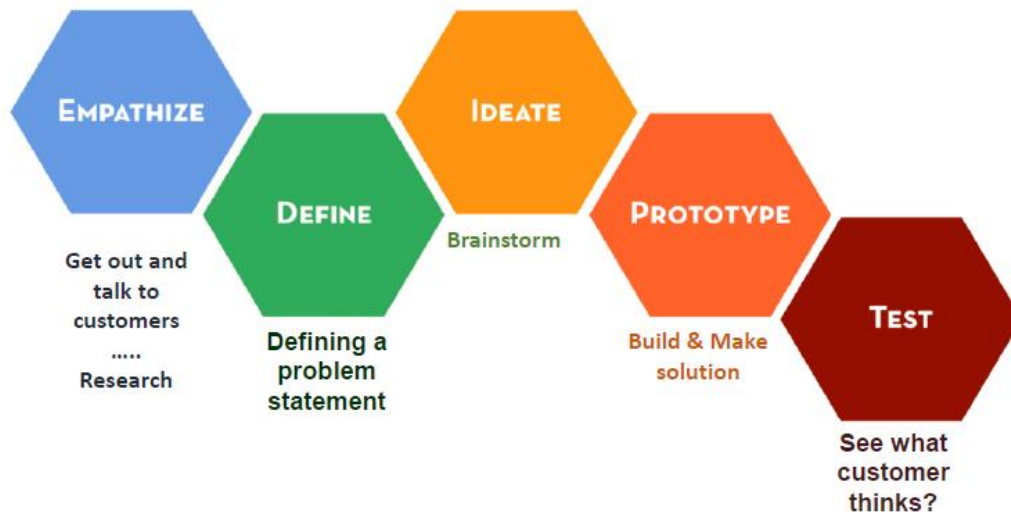 EMPATHIZE
Get out and
talk to
customers
.....
Research
DEFINE
Defining a
problem
statement
IDEATE
Brainstorm
PROTOTYPE
Build & Make
solution
TEST
See what
customer
thinks?